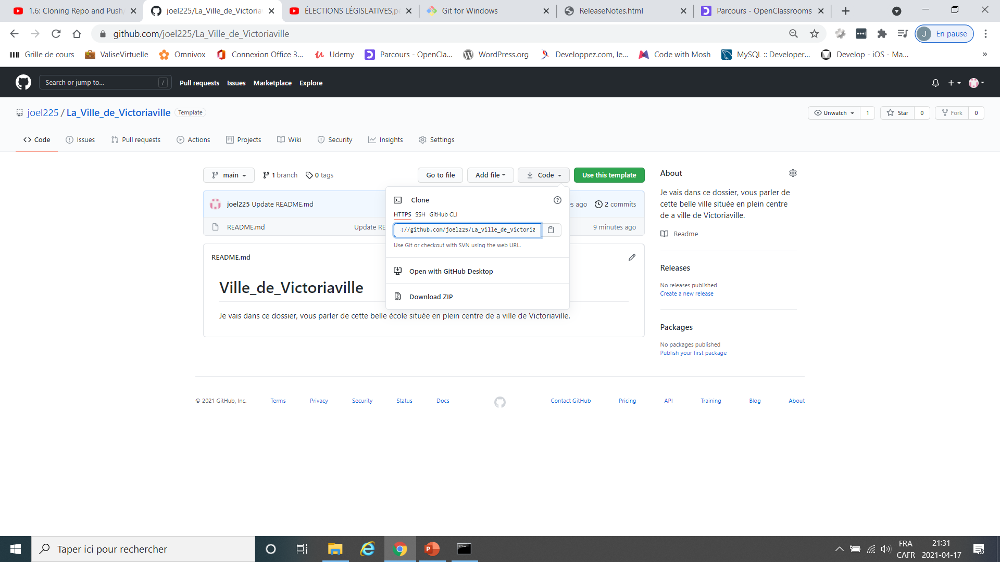 1.6: Cloning Repo and Push/
joel225/La_Ville_de_Victoria
ÉLECTIONS LÉGISLATIVES,pe
Git for Windows
ReleaseNotes.html
Parcours - OpenClassrooms
github.com/joel225/La_Ville_de_Victoriaville
J En pause
Grille de cours
ValiseVirtuelle
Omnivox
Connexion Office 3...
Udemy
Parcours - OpenCla...
WordPress.org
Developpez.com, le...
Code with Mosh
MySQL :: Developer...
Develop - iOS - Ma...
»
Search or jump to... /
Pull requests Issues Marketplace Explore
joel225 / La_Ville_de_Victoriaville Template
Unwatch 1 Star 0 Fork 0
Code Issues Pull requests Actions Projects Wiki Security Insights Settings
main 1 branch 0 tags
Go to file Add file Code Use this template
joel225 Update README.md
es ago 2 commits
README.md Update RE
9 minutes ago
README.md
Ville_de_Victoriaville
Je vais dans ce dossier, vous parler de cette belle école située en plein centre de a ville de Victoriaville.
Clone
HTTPS SSH GitHub CLI
://github.com/joel225/La_Ville_de_Victoria
Use Git or checkout with SVN using the web URL.
Open with GitHub Desktop
Download ZIP
About
Je vais dans ce dossier, vous parler de
cette belle ville située en plein centre
de a ville de Victoriaville.
Readme
Releases
No releases published
Create a new release
Packages
No packages published
Publish your first package
© 2021 GitHub, Inc. Terms Privacy Security Status Docs Contact GitHub Pricing API Training Blog About
Taper ici pour rechercher
FRA
CAFR
21:31
2021-04-17